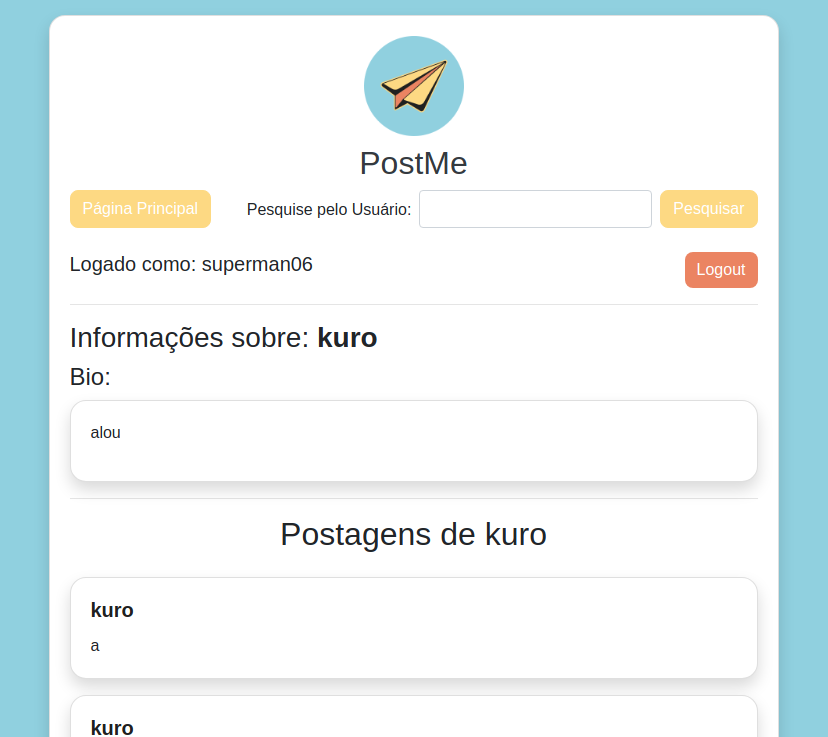 PostMe
Página Principal
Pesquise pelo Usuário:
Pesquisar
Logado como: superman06
Logout
Informações sobre: kuro
Bio:
alou
Postagens de kuro
kuro
a
kuro